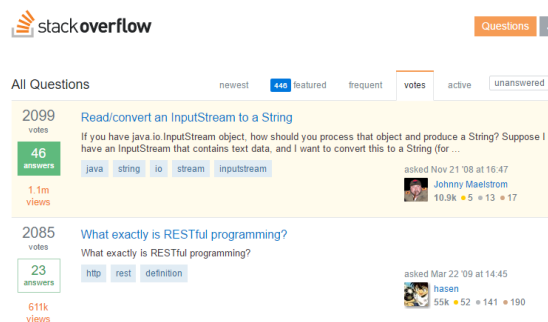 stackoverflow
Questions
All Questions
newest 446 featured frequent votes active unanswered
2099
votes
46
answers
1.1m
views
Read/convert an InputStream to a String
If you have java.io.InputStream object, how should you process that object and produce a String? Suppose I
have an InputStream that contains text data, and I want to convert this to a String (for ...
java string io stream inputstream
asked Nov 21 '08 at 16:47
Johnny Maelstrom
10.9k 5 13 17
2085
votes
23
answers
611k
views
What exactly is RESTful programming?
What exactly is RESTful programming?
http rest definition
asked Mar 22 '09 at 14:45
hasen
55k 52 141 190